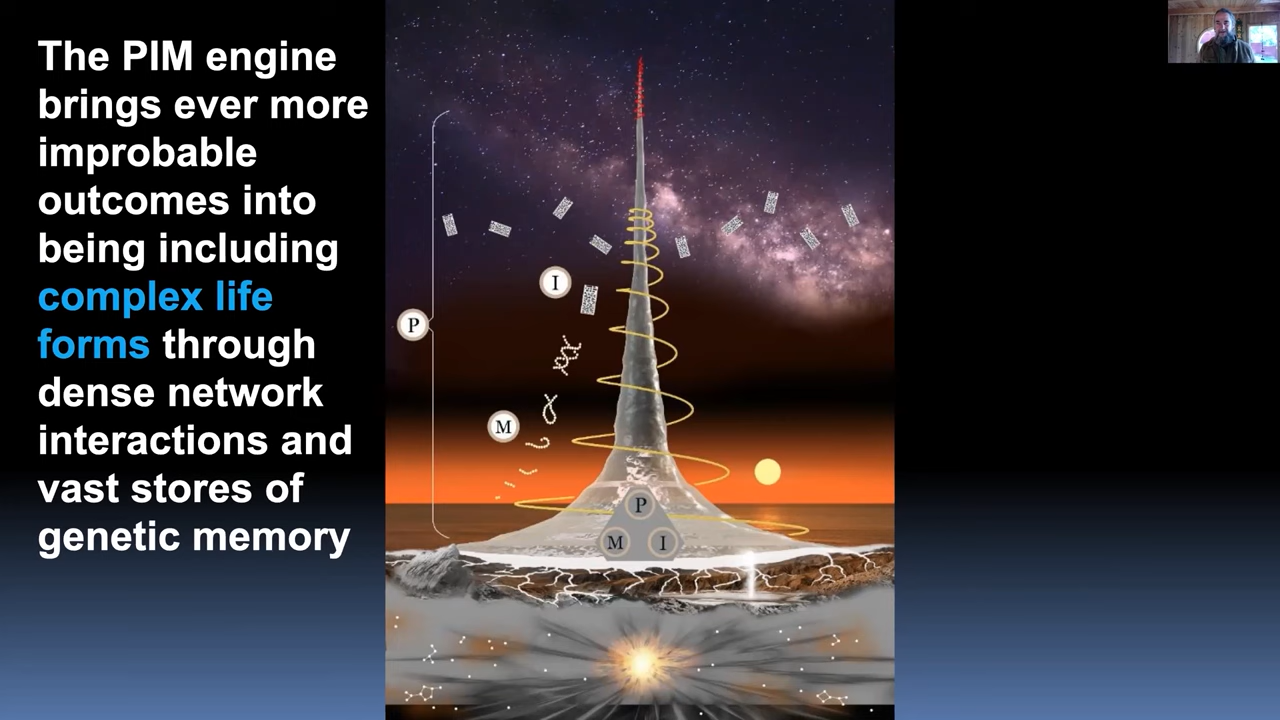 The PIM engine
brings ever more
improbable
outcomes into
being including
complex life
forms through
dense network
interactions and
vast stores of
genetic memory
I
P
M
P
M I